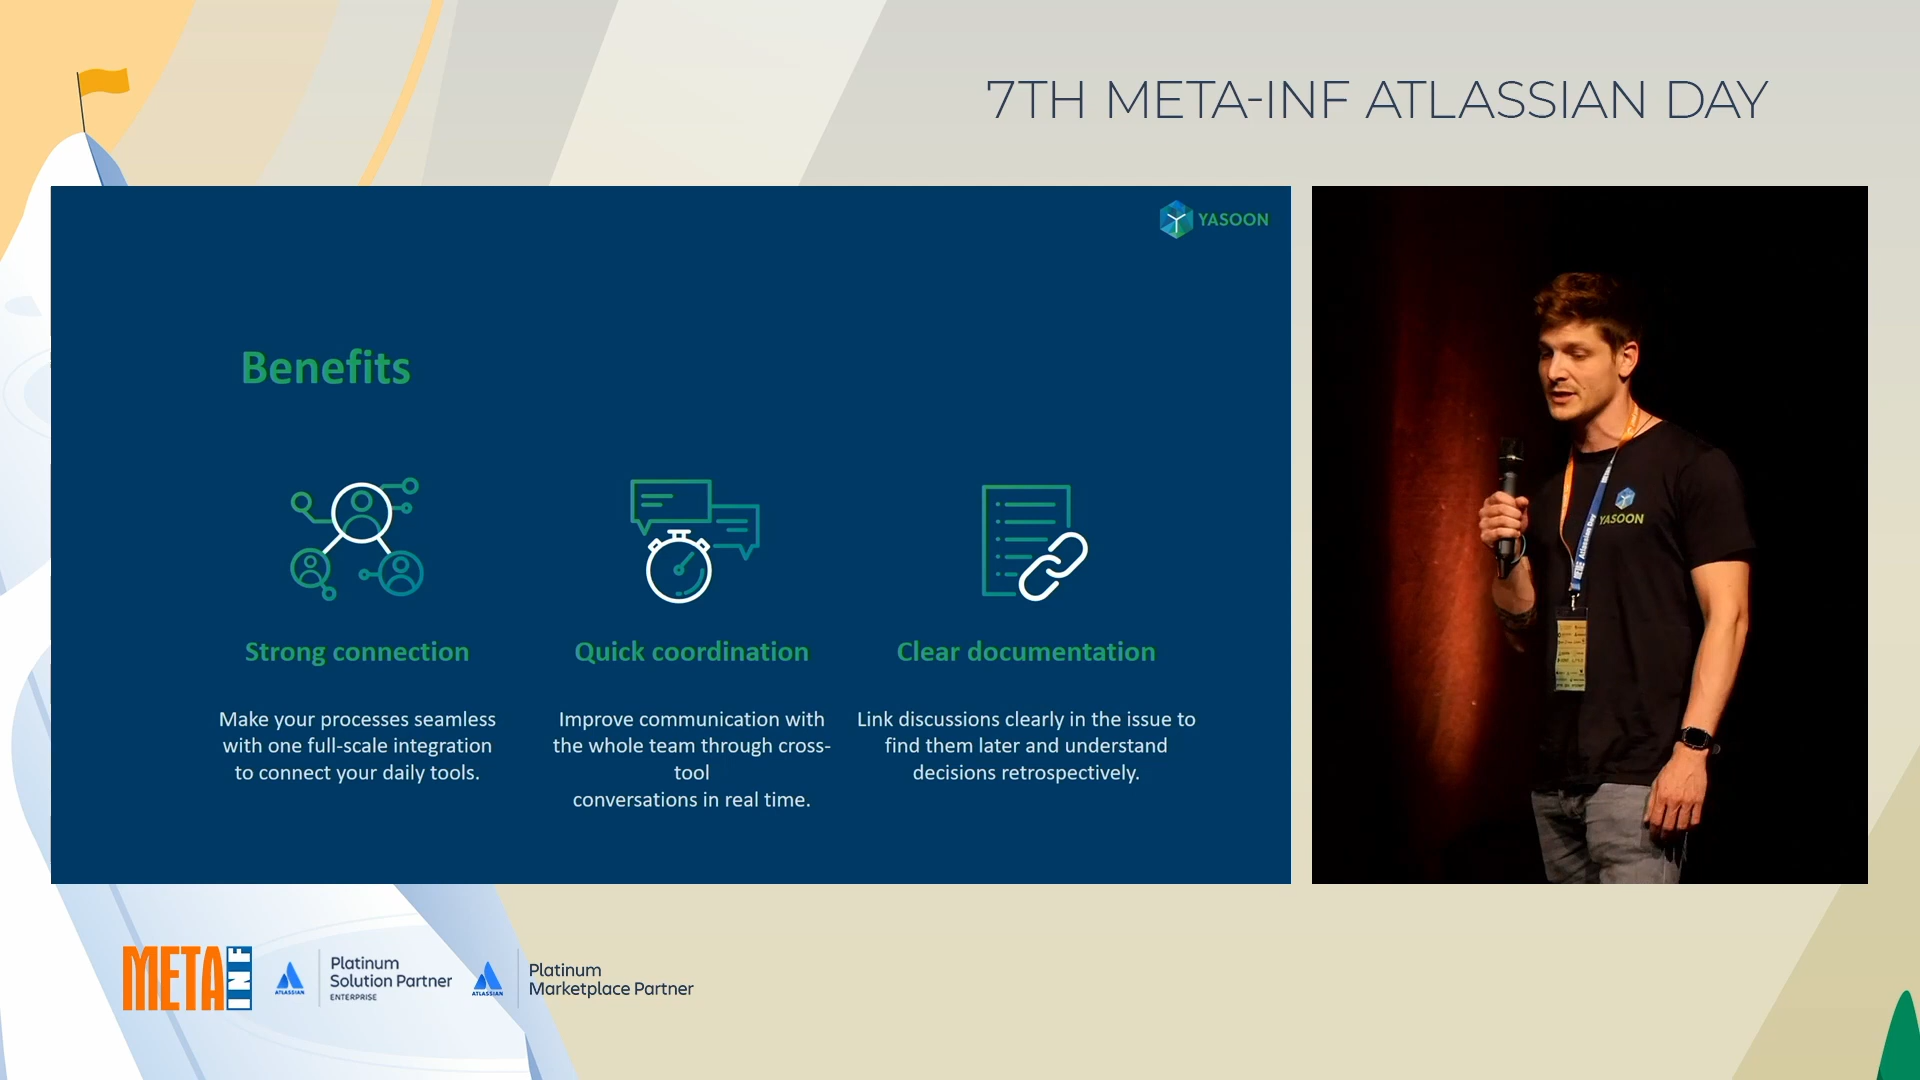 7TH META-INF ATLASSIAN DAY
YASOON
Benefits
Strong connection
Make your processes seamless
with one full-scale integration
to connect your daily tools.
Quick coordination
Improve communication with
the whole team through cross-
tool
conversations in real time.
Clear documentation
Link discussions clearly in the issue to
find them later and understand
decisions retrospectively.
YASOON
Atlassian Day
META
INF
ATLASSIAN
Platinum
Solution Partner
ENTERPRISE
ATLASSIAN
Platinum
Marketplace Partner